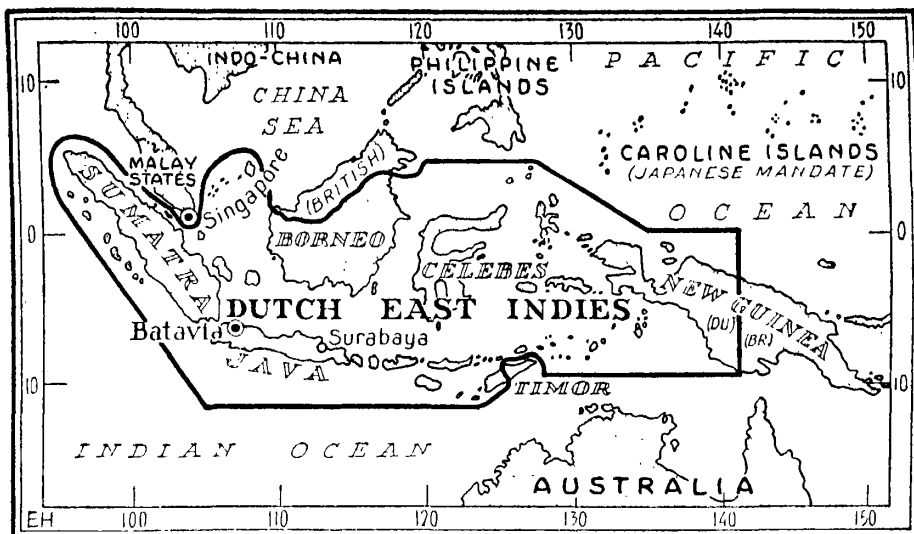 100 110 120 130 140 150
INDO-CHINA
PHILIPPINE
ISLANDS
PACIFIC
10 10
CHINA
SEA
MALAY
STATES
Singapore
(BRITISH)
CAROLINE ISLANDS
(JAPANESE MANDATE)
OCEAN
0 0
SUMATRA
BORNEO
CELEBES
NEW GUINEA
DUTCH EAST INDIES
(DU)
(BR)
Batavia
Surabaya
JAVA
10 10
TIMOR
INDIAN OCEAN
AUSTRALIA
EH
100 110 120 130 140 150